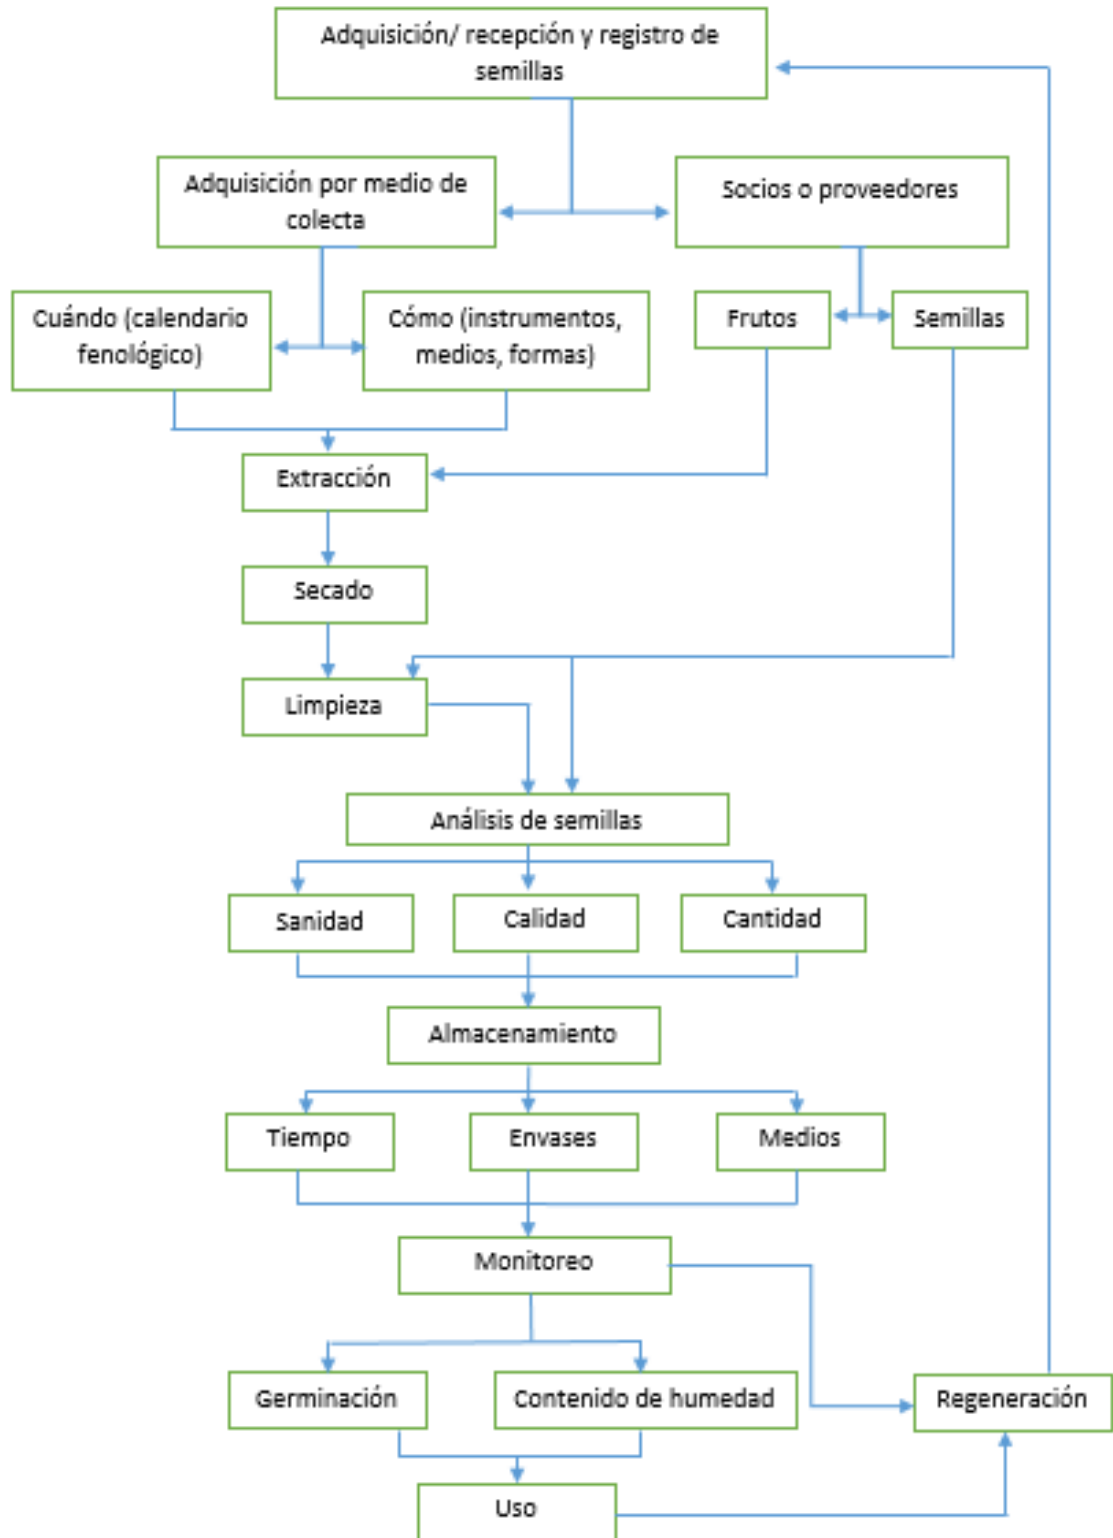 Adquisición/ recepción y registro de
semillas
Adquisición por medio de
colecta
Socios o proveedores
Cuándo (calendario
fenológico)
Cómo (instrumentos,
medios, formas)
Frutos
Semillas
Extracción
Secado
Limpieza
Análisis de semillas
Sanidad
Calidad
Cantidad
Almacenamiento
Tiempo
Envases
Medios
Monitoreo
Germinación
Contenido de humedad
Regeneración
Uso